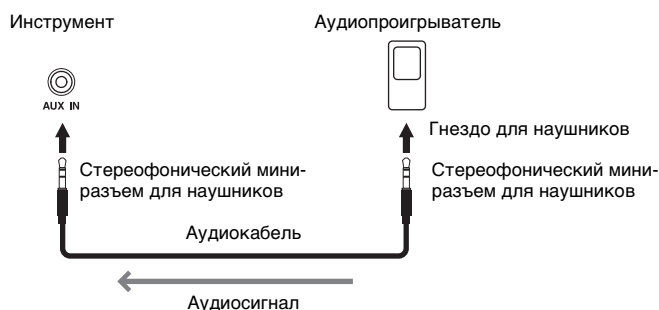 Инструмент
Аудиопроигрыватель
AUX IN
Гнездо для наушников
Стереофонический мини-
разъем для наушников
Стереофонический мини-
разъем для наушников
Аудиокабель
Аудиосигнал